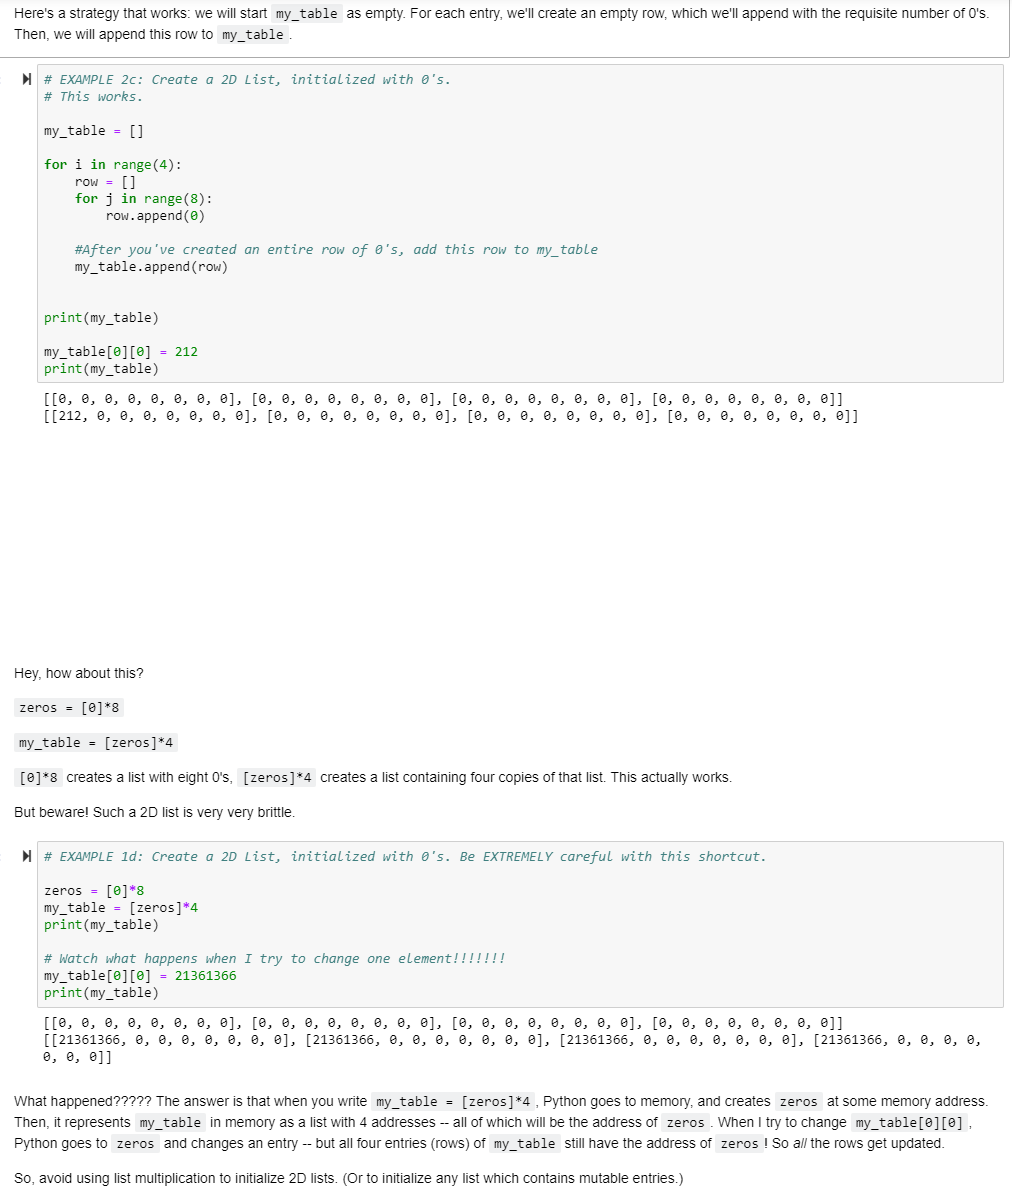 Here's a strategy that works: we will start my_table as empty. For each entry, we'll create an empty row, which we'll append with the requisite number of 0's.
Then, we will append this row to my_table .
# EXAMPLE 2c: Create a 2D List, initialized with 0's.
# This works.
my_table = []
for i in range(4):
    row = []
    for j in range(8):
        row.append(0)
    #After you've created an entire row of 0's, add this row to my_table
    my_table.append(row)
print(my_table)
my_table[0][0] = 212
print(my_table)
[[0, 0, 0, 0, 0, 0, 0, 0], [0, 0, 0, 0, 0, 0, 0, 0], [0, 0, 0, 0, 0, 0, 0, 0], [0, 0, 0, 0, 0, 0, 0, 0]]
[[212, 0, 0, 0, 0, 0, 0, 0], [0, 0, 0, 0, 0, 0, 0, 0], [0, 0, 0, 0, 0, 0, 0, 0], [0, 0, 0, 0, 0, 0, 0, 0]]
Hey, how about this?
zeros = [0]*8
my_table = [zeros]*4
[0]*8 creates a list with eight 0's, [zeros]*4 creates a list containing four copies of that list. This actually works.
But beware! Such a 2D list is very very brittle.
# EXAMPLE 1d: Create a 2D List, initialized with 0's. Be EXTREMELY careful with this shortcut.
zeros = [0]*8
my_table = [zeros]*4
print(my_table)
# Watch what happens when I try to change one element!!!!!!!
my_table[0][0] = 21361366
print(my_table)
[[0, 0, 0, 0, 0, 0, 0, 0], [0, 0, 0, 0, 0, 0, 0, 0], [0, 0, 0, 0, 0, 0, 0, 0], [0, 0, 0, 0, 0, 0, 0, 0]]
[[21361366, 0, 0, 0, 0, 0, 0, 0], [21361366, 0, 0, 0, 0, 0, 0, 0], [21361366, 0, 0, 0, 0, 0, 0, 0], [21361366, 0, 0, 0, 0,
0, 0, 0]]
What happened????? The answer is that when you write my_table = [zeros]*4 , Python goes to memory, and creates zeros at some memory address.
Then, it represents my_table in memory as a list with 4 addresses -- all of which will be the address of zeros . When I try to change my_table[0][0] ,
Python goes to zeros and changes an entry -- but all four entries (rows) of my_table still have the address of zeros ! So all the rows get updated.
So, avoid using list multiplication to initialize 2D lists. (Or to initialize any list which contains mutable entries.)